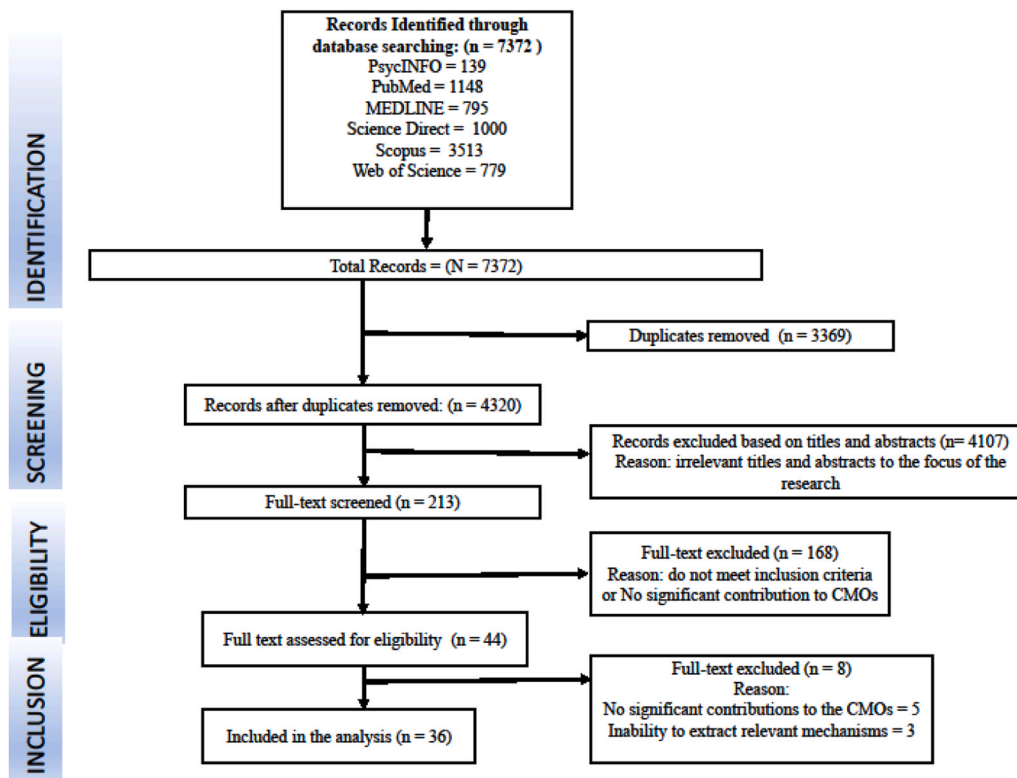 IDENTIFICATION
Records Identified through
database searching: (n = 7372 )
PsycINFO = 139
PubMed = 1148
MEDLINE = 795
Science Direct = 1000
Scopus = 3513
Web of Science = 779
Total Records = (N = 7372)
Duplicates removed (n = 3369)
SCREENING
Records after duplicates removed: (n = 4320)
Records excluded based on titles and abstracts (n= 4107)
Reason: irrelevant titles and abstracts to the focus of the
research
Full-text screened (n = 213)
ELIGIBILITY
Full-text excluded (n = 168)
Reason: do not meet inclusion criteria
or No significant contribution to CMOs
Full text assessed for eligibility (n = 44)
INCLUSION
Full-text excluded (n = 8)
Reason:
No significant contributions to the CMOs = 5
Inability to extract relevant mechanisms = 3
Included in the analysis (n = 36)